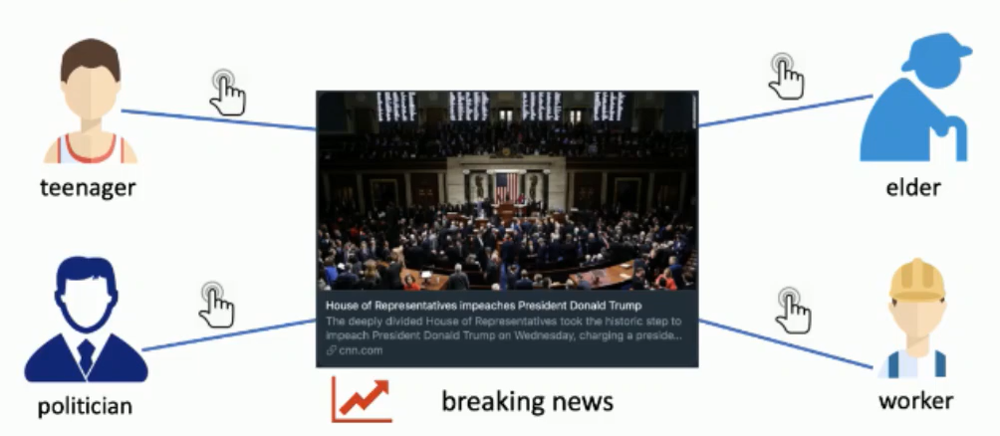 teenager
elder
House of Representatives impeaches President Donald Trump
The deeply divided House of Representatives took the historic step to
impeach President Donald Trump on Wednesday, charging a preside...
cnn.com
politician
breaking news
worker